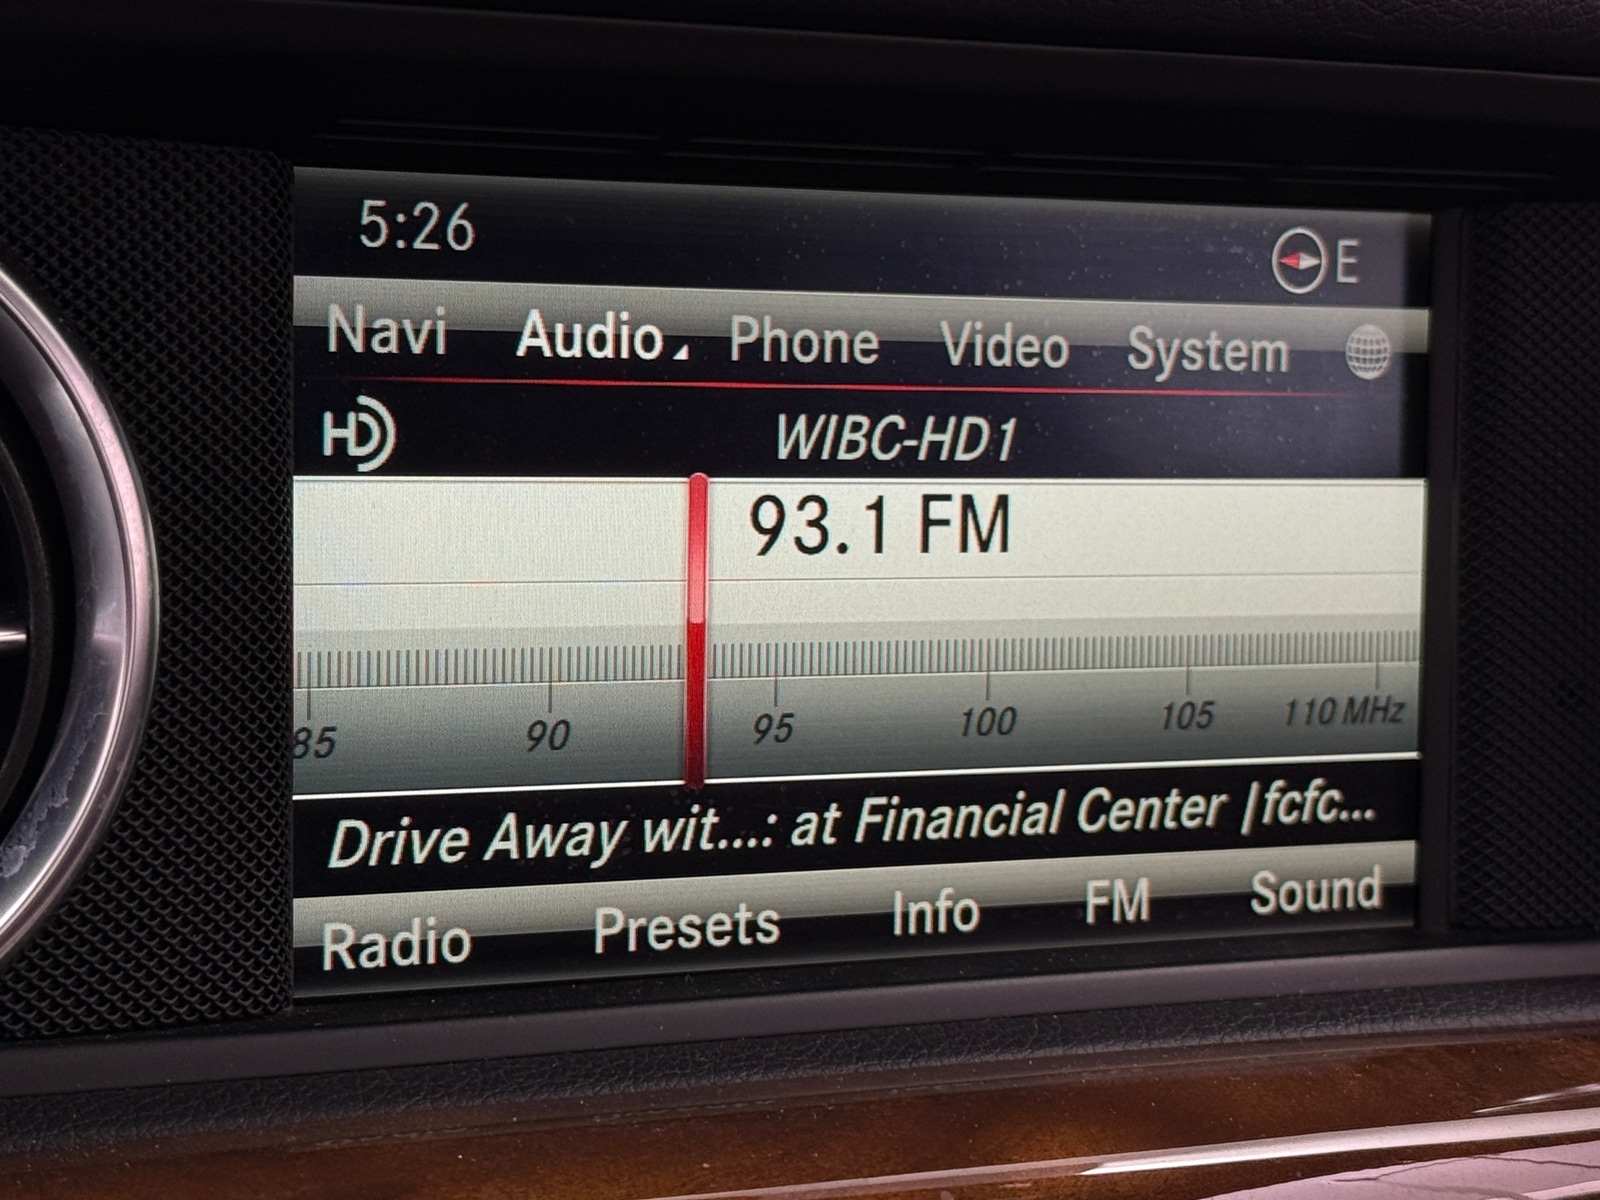 5:26 E
Navi Audio Phone Video System
HD WIBC-HD1
93.1 FM
85 90 95 100 105 110 MHz
Drive Away wit...: at Financial Center |fcfc...
Radio Presets Info FM Sound